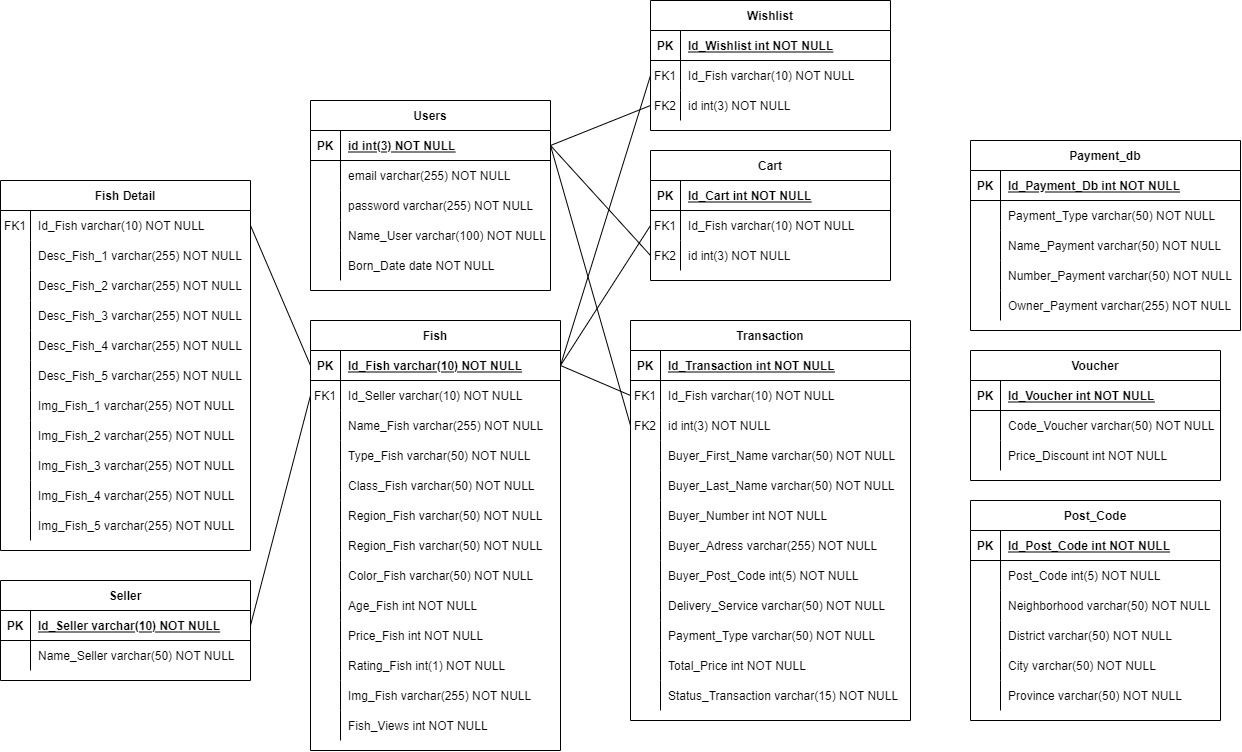 Wishlist
PK Id_Wishlist int NOT NULL
FK1 Id_Fish varchar(10) NOT NULL
FK2 id int(3) NOT NULL
Users
PK id int(3) NOT NULL
email varchar(255) NOT NULL
password varchar(255) NOT NULL
Name_User varchar(100) NOT NULL
Born_Date date NOT NULL
Cart
PK Id_Cart int NOT NULL
FK1 Id_Fish varchar(10) NOT NULL
FK2 id int(3) NOT NULL
Payment_db
PK Id_Payment_Db int NOT NULL
Payment_Type varchar(50) NOT NULL
Name_Payment varchar(50) NOT NULL
Number_Payment varchar(50) NOT NULL
Owner_Payment varchar(255) NOT NULL
Fish Detail
FK1 Id_Fish varchar(10) NOT NULL
Desc_Fish_1 varchar(255) NOT NULL
Desc_Fish_2 varchar(255) NOT NULL
Desc_Fish_3 varchar(255) NOT NULL
Desc_Fish_4 varchar(255) NOT NULL
Desc_Fish_5 varchar(255) NOT NULL
Img_Fish_1 varchar(255) NOT NULL
Img_Fish_2 varchar(255) NOT NULL
Img_Fish_3 varchar(255) NOT NULL
Img_Fish_4 varchar(255) NOT NULL
Img_Fish_5 varchar(255) NOT NULL
Fish
PK Id_Fish varchar(10) NOT NULL
FK1 Id_Seller varchar(10) NOT NULL
Name_Fish varchar(255) NOT NULL
Type_Fish varchar(50) NOT NULL
Class_Fish varchar(50) NOT NULL
Region_Fish varchar(50) NOT NULL
Region_Fish varchar(50) NOT NULL
Color_Fish varchar(50) NOT NULL
Age_Fish int NOT NULL
Price_Fish int NOT NULL
Rating_Fish int(1) NOT NULL
Img_Fish varchar(255) NOT NULL
Fish_Views int NOT NULL
Transaction
PK Id_Transaction int NOT NULL
FK1 Id_Fish varchar(10) NOT NULL
FK2 id int(3) NOT NULL
Buyer_First_Name varchar(50) NOT NULL
Buyer_Last_Name varchar(50) NOT NULL
Buyer_Number int NOT NULL
Buyer_Adress varchar(255) NOT NULL
Buyer_Post_Code int(5) NOT NULL
Delivery_Service varchar(50) NOT NULL
Payment_Type varchar(50) NOT NULL
Total_Price int NOT NULL
Status_Transaction varchar(15) NOT NULL
Voucher
PK Id_Voucher int NOT NULL
Code_Voucher varchar(50) NOT NULL
Price_Discount int NOT NULL
Post_Code
PK Id_Post_Code int NOT NULL
Post_Code int(5) NOT NULL
Neighborhood varchar(50) NOT NULL
District varchar(50) NOT NULL
City varchar(50) NOT NULL
Province varchar(50) NOT NULL
Seller
PK Id_Seller varchar(10) NOT NULL
Name_Seller varchar(50) NOT NULL